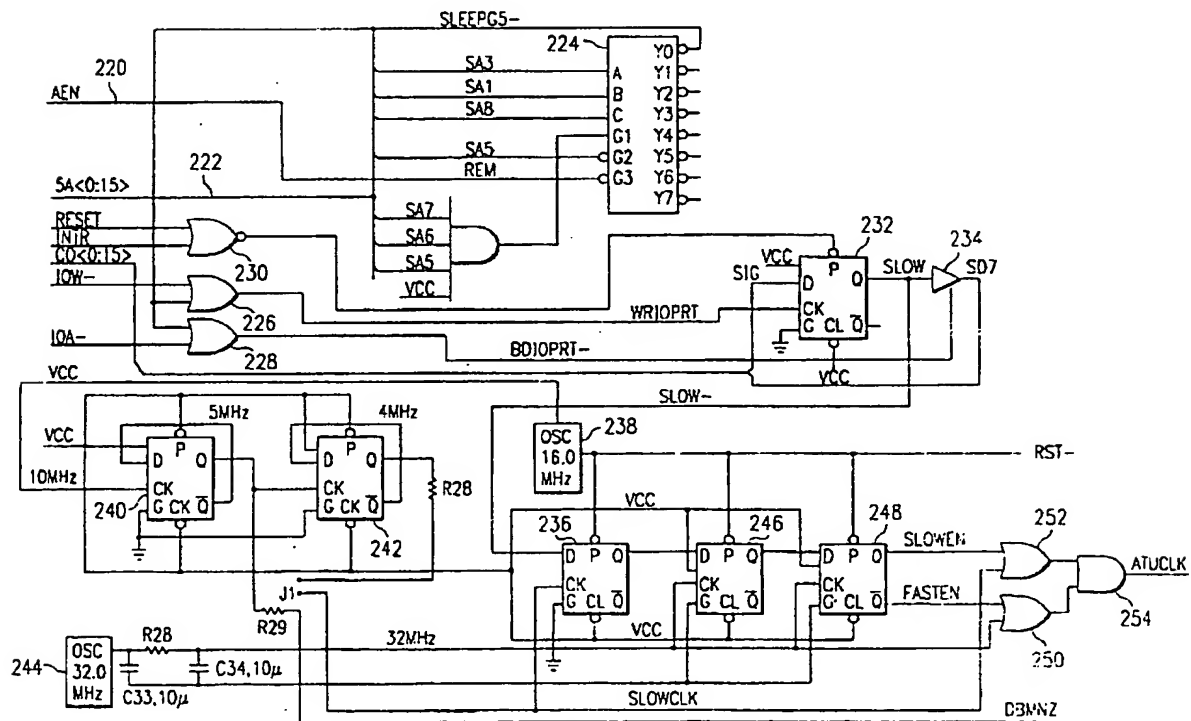 SLEEPG5-
224
Y0
Y1
Y2
Y3
Y4
Y5
Y6
Y7
A
B
C
G1
G2
G3
SA3
SA1
SA8
SA5
REM
AEN
220
222
SA<0:15>
RESET
INTR
CO<0:15>
IOW-
IOA-
230
226
228
SA7
SA6
SA5
VCC
WRIOPRT
BDIOPRT-
VCC
SIG
D
P
Q
CK
G
CL
Q
VCC
232
SLOW
234
SD7
SLOW-
VCC
5MHz
4MHz
VCC
10MHz
D
P
Q
CK
G
CK
Q
240
D
P
Q
CK
G
CK
Q
242
R28
OSC
16.0
MHz
238
RST-
VCC
236
D
P
Q
CK
G
CL
Q
246
D
P
Q
CK
G
CL
Q
248
D
P
Q
CK
G
CL
Q
SLOWEN
FASTEN
252
250
254
ATUCLK
J1
R29
VCC
244
OSC
32.0
MHz
R28
C33,10µ
C34,10µ
32MHz
SLOWCLK
DBMNZ